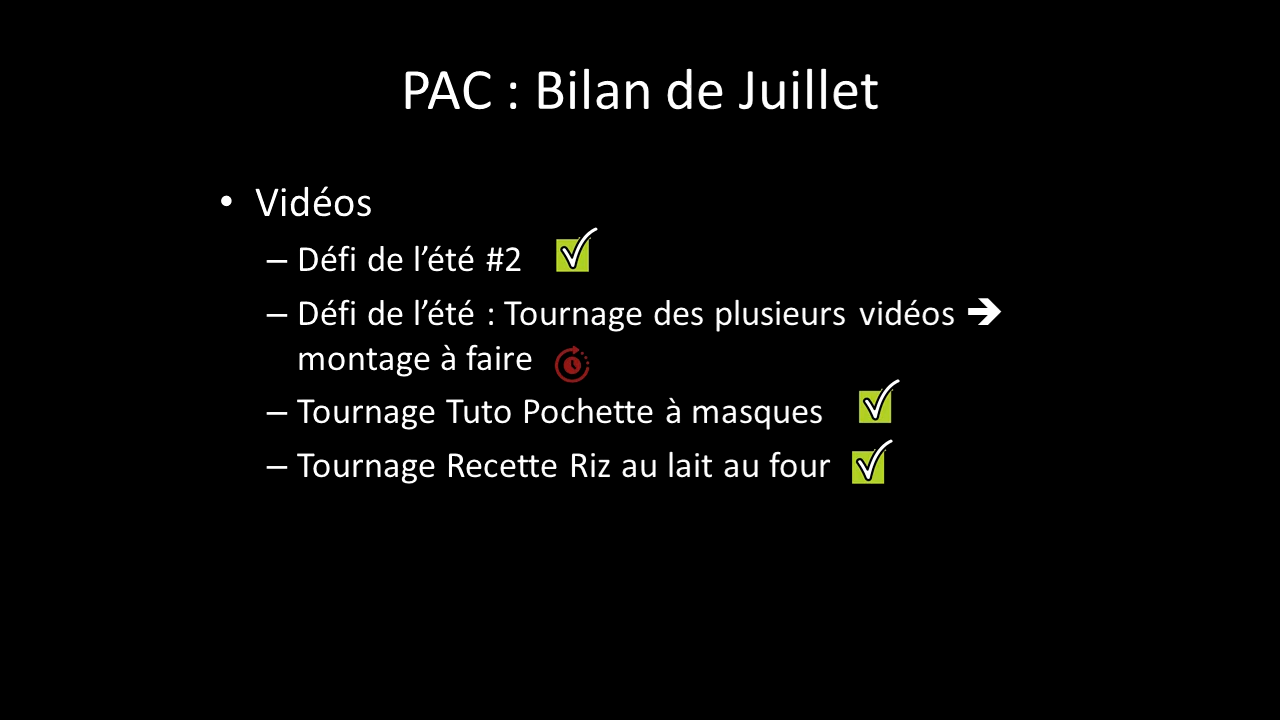 PAC : Bilan de Juillet
• Vidéos
– Défi de l’été #2
– Défi de l’été : Tournage des plusieurs vidéos ➔
montage à faire
– Tournage Tuto Pochette à masques
– Tournage Recette Riz au lait au four